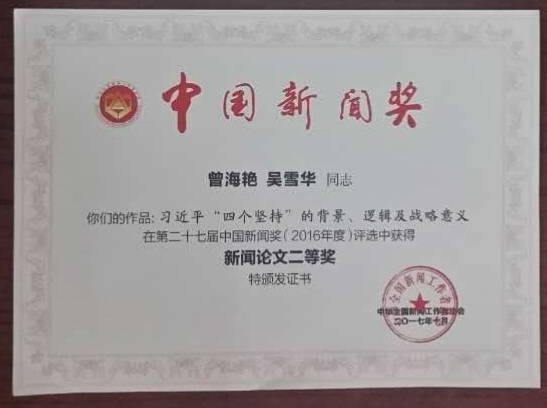 中国新闻奖
曾海艳 吴雪华 同志
你们的作品:习近平“四个坚持”的背景、逻辑及战略意义
在第二十七届中国新闻奖(2016年度)评选中获得
新闻论文二等奖
特颁发证书
中华全国新闻工作者协会
二〇一七年七月